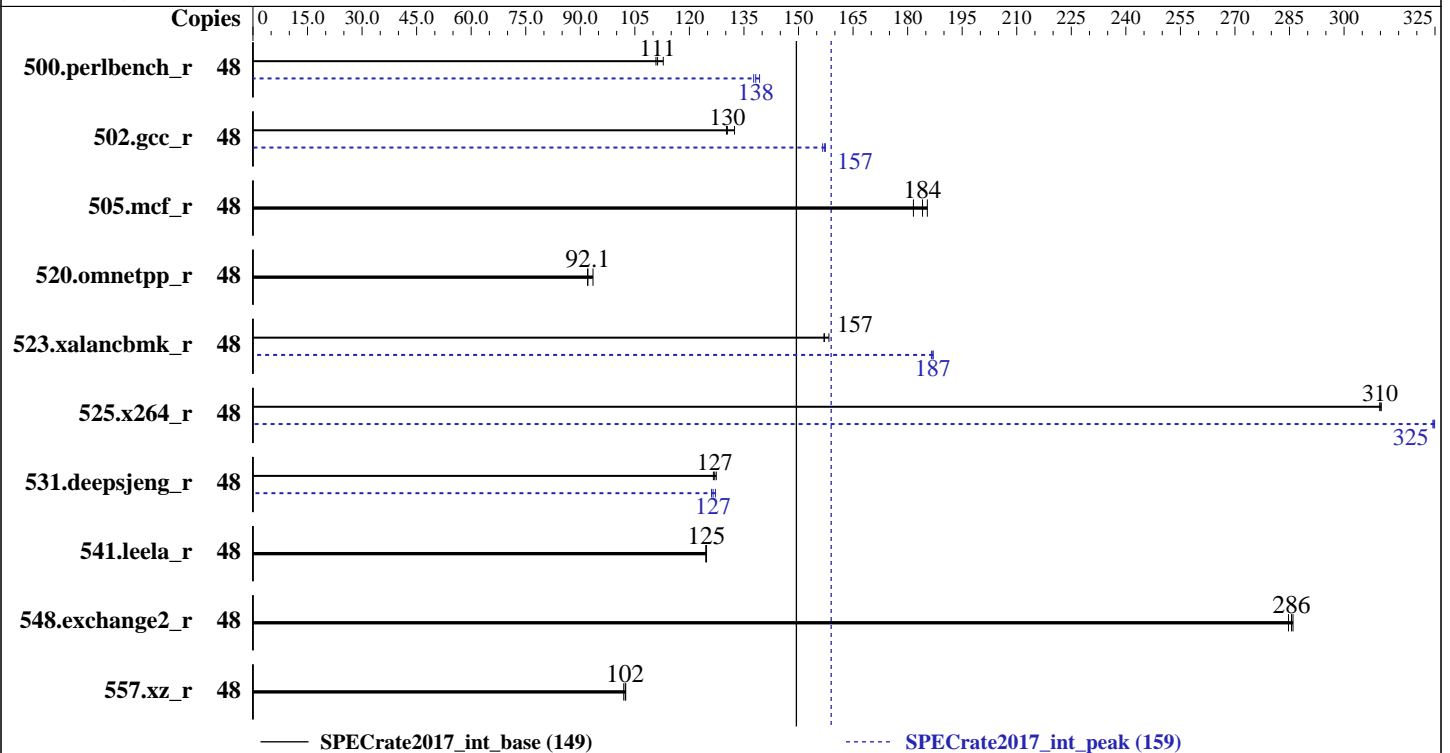 Copies 0 15.0 30.0 45.0 60.0 75.0 90.0 105 120 135 150 165 180 195 210 225 240 255 270 285 300 325
500.perlbench_r 48 111
138
502.gcc_r 48 130
157
505.mcf_r 48 184
520.omnetpp_r 48 92.1
523.xalancbmk_r 48 157
187
525.x264_r 48 310
325
531.deepsjeng_r 48 127
127
541.leela_r 48 125
548.exchange2_r 48 286
557.xz_r 48 102
SPECrate2017_int_base (149) SPECrate2017_int_peak (159)